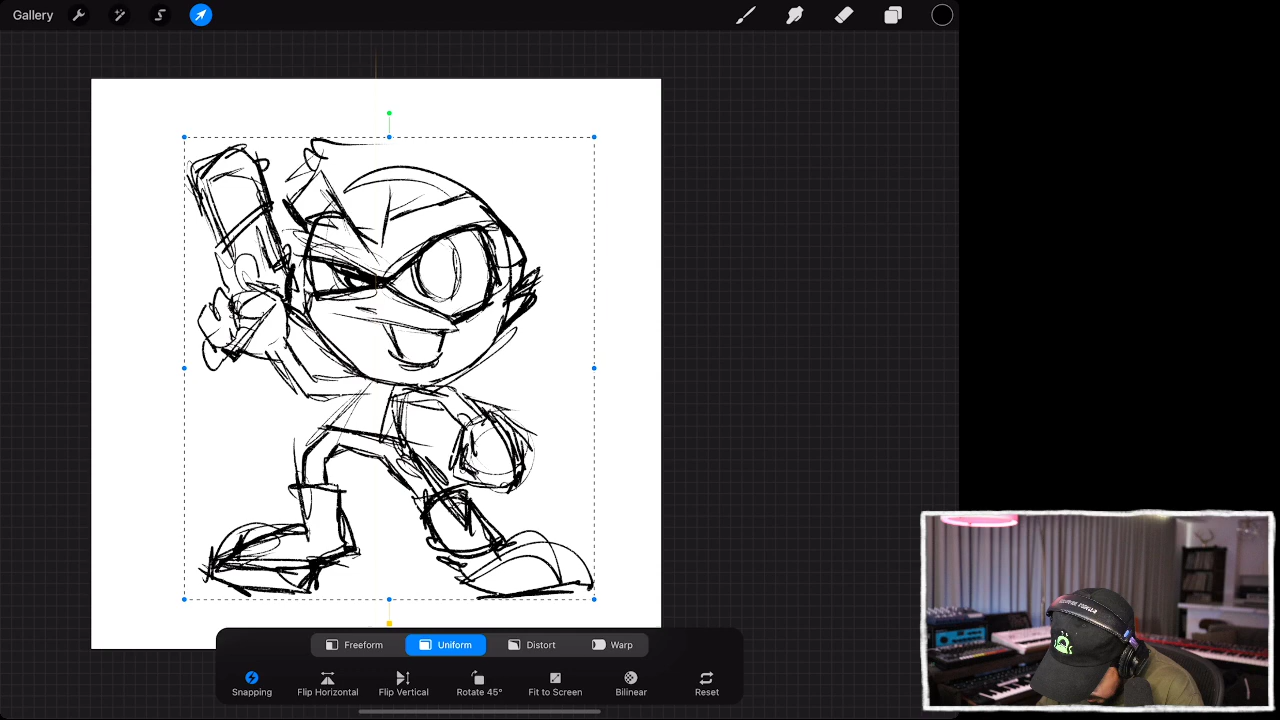 Gallery
Freeform Uniform Distort Warp
Snapping Flip Horizontal Flip Vertical Rotate 45° Fit to Screen Bilinear Reset